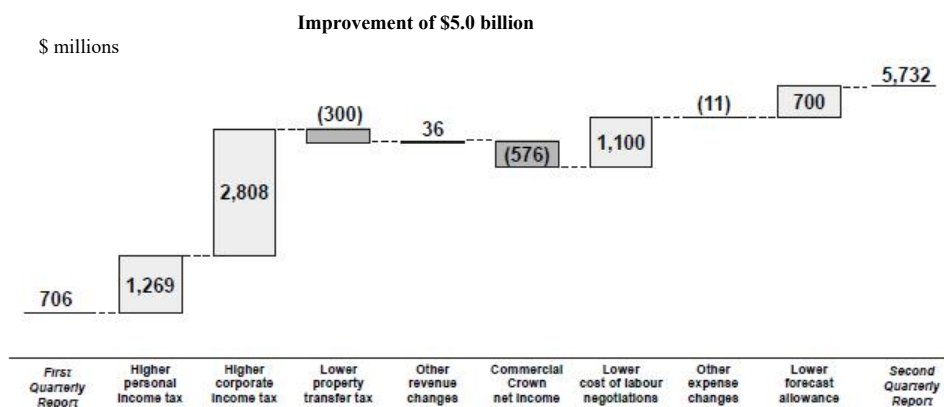 Improvement of $5.0 billion
$ millions
706
1,269
2,808
(300)
36
(576)
1,100
(11)
700
5,732
First
Quarterly
Report
Higher
personal
income tax
Higher
corporate
income tax
Lower
property
transfer tax
Other
revenue
changes
Commercial
Crown
net income
Lower
cost of labour
negotiations
Other
expense
changes
Lower
forecast
allowance
Second
Quarterly
Report